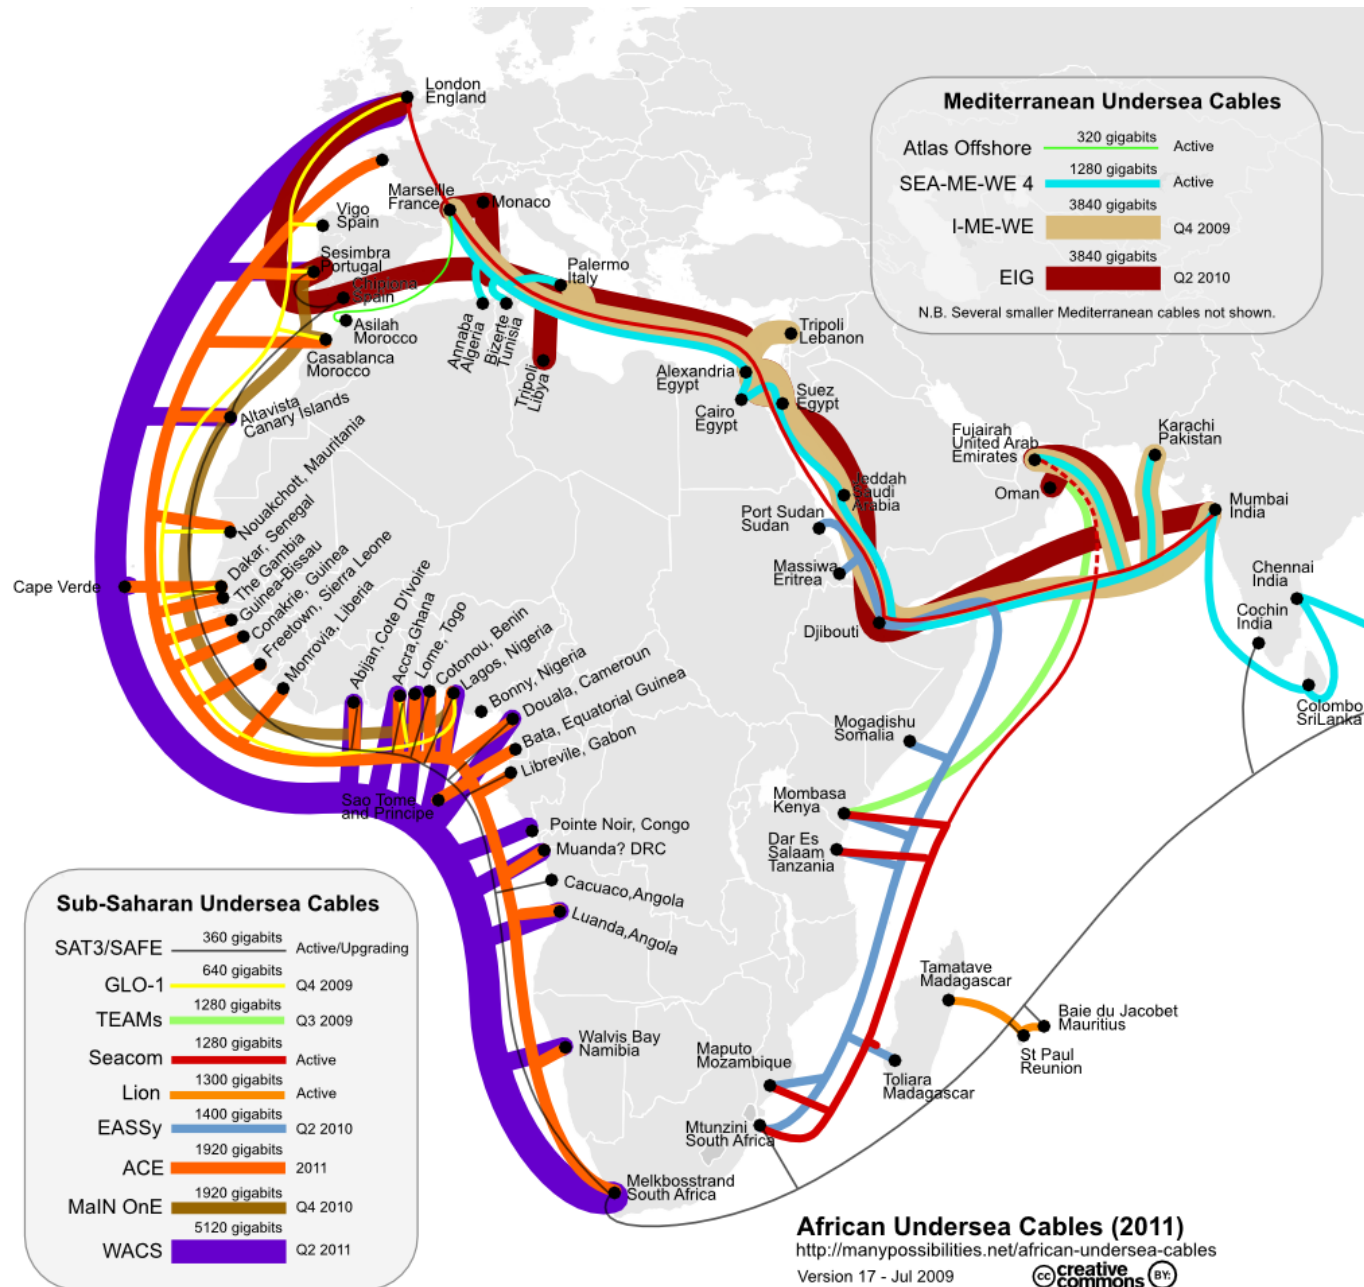 London
England
Marseille
France
Monaco
Vigo
Spain
Sesimbra
Portugal
Chipiona
Spain
Palermo
Italy
Asilah
Morocco
Casablanca
Morocco
Annaba
Algeria
Bizerte
Tunisia
Tripoli
Libya
Tripoli
Lebanon
Alexandria
Egypt
Cairo
Egypt
Suez
Egypt
Altavista
Canary Islands
Nouakchott, Mauritania
Dakar, Senegal
The Gambia
Guinea-Bissau
Conakrie, Guinea
Freetown, Sierra Leone
Monrovia, Liberia
Cape Verde
Abijan,Cote D'Ivoire
Accra,Ghana
Lome, Togo
Cotonou, Benin
Lagos, Nigeria
Bonny, Nigeria
Douala, Cameroun
Bata, Equatorial Guinea
Libreville, Gabon
Sao Tome
and Principe
Pointe Noir, Congo
Muanda? DRC
Cacuaco,Angola
Luanda,Angola
Walvis Bay
Namibia
Melkbosstrand
South Africa
Jeddah
Saudi
Arabia
Port Sudan
Sudan
Massiwa
Eritrea
Djibouti
Fujairah
United Arab
Emirates
Oman
Karachi
Pakistan
Mumbai
India
Chennai
India
Cochin
India
Colombo
SriLanka
Mogadishu
Somalia
Mombasa
Kenya
Dar Es
Salaam
Tanzania
Tamatave
Madagascar
Baie du Jacobet
Mauritius
St Paul
Reunion
Toliara
Madagascar
Maputo
Mozambique
Mtunzini
South Africa
Mediterranean Undersea Cables
Atlas Offshore 320 gigabits Active
SEA-ME-WE 4 1280 gigabits Active
I-ME-WE 3840 gigabits Q4 2009
EIG 3840 gigabits Q2 2010
N.B. Several smaller Mediterranean cables not shown.
Sub-Saharan Undersea Cables
SAT3/SAFE 360 gigabits Active/Upgrading
GLO-1 640 gigabits Q4 2009
TEAMs 1280 gigabits Q3 2009
Seacom 1280 gigabits Active
Lion 1300 gigabits Active
EASSy 1400 gigabits Q2 2010
ACE 1920 gigabits 2011
MaIN OnE 1920 gigabits Q4 2010
WACS 5120 gigabits Q2 2011
African Undersea Cables (2011)
http://manypossibilities.net/african-undersea-cables
Version 17 - Jul 2009
cc creative commons BY: